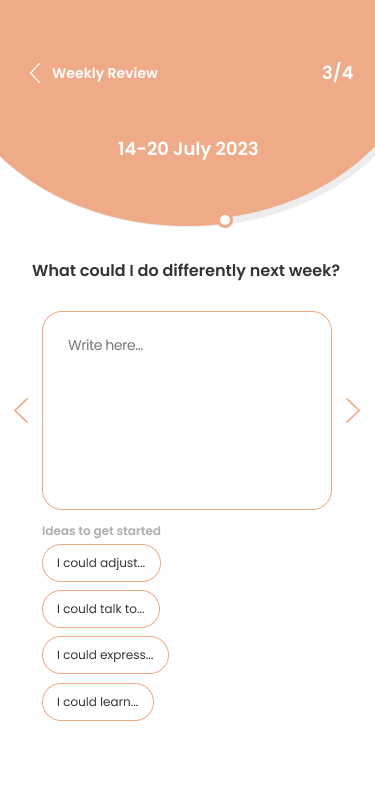 Weekly Review
3/4
14-20 July 2023
What could I do differently next week?
Write here...
Ideas to get started
I could adjust...
I could talk to...
I could express...
I could learn...